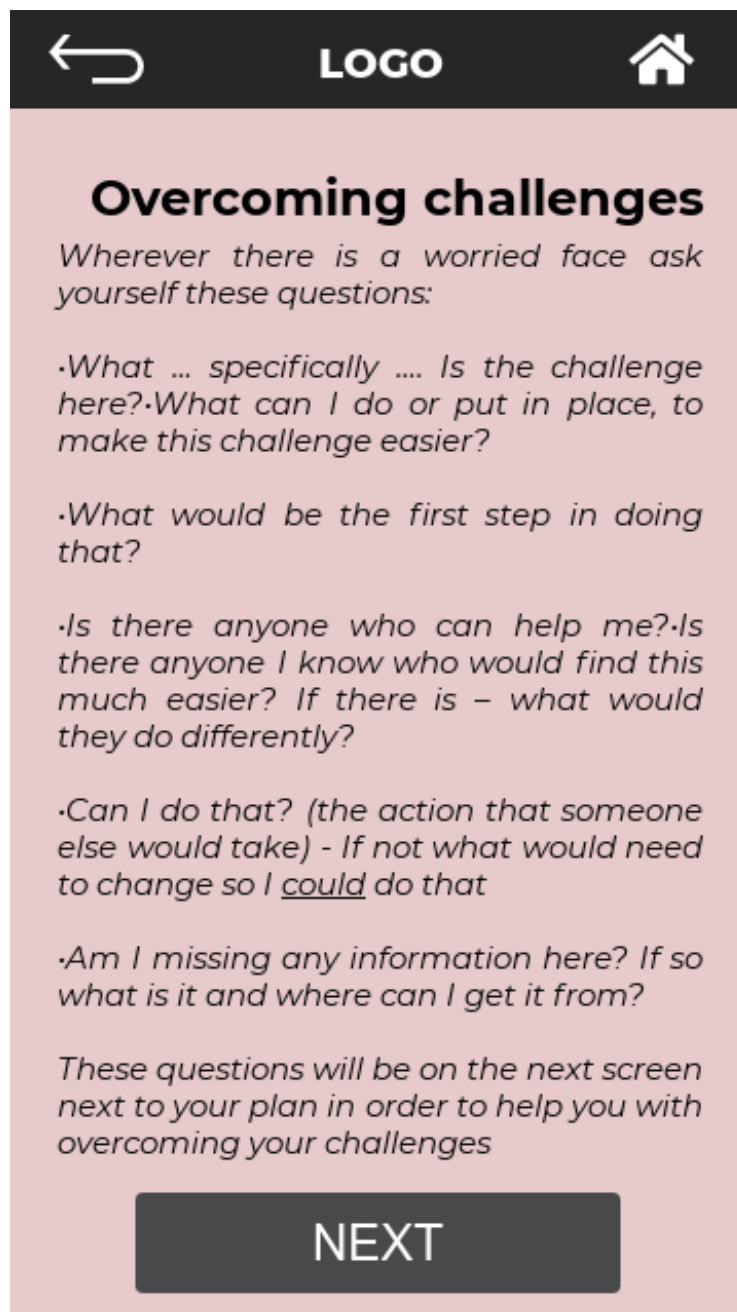 LOGO
Overcoming challenges
Wherever there is a worried face ask
yourself these questions:
·What ... specifically .... Is the challenge
here?·What can I do or put in place, to
make this challenge easier?
·What would be the first step in doing
that?
·Is there anyone who can help me?·Is
there anyone I know who would find this
much easier? If there is – what would
they do differently?
·Can I do that? (the action that someone
else would take) - If not what would need
to change so I could do that
·Am I missing any information here? If so
what is it and where can I get it from?
These questions will be on the next screen
next to your plan in order to help you with
overcoming your challenges
NEXT